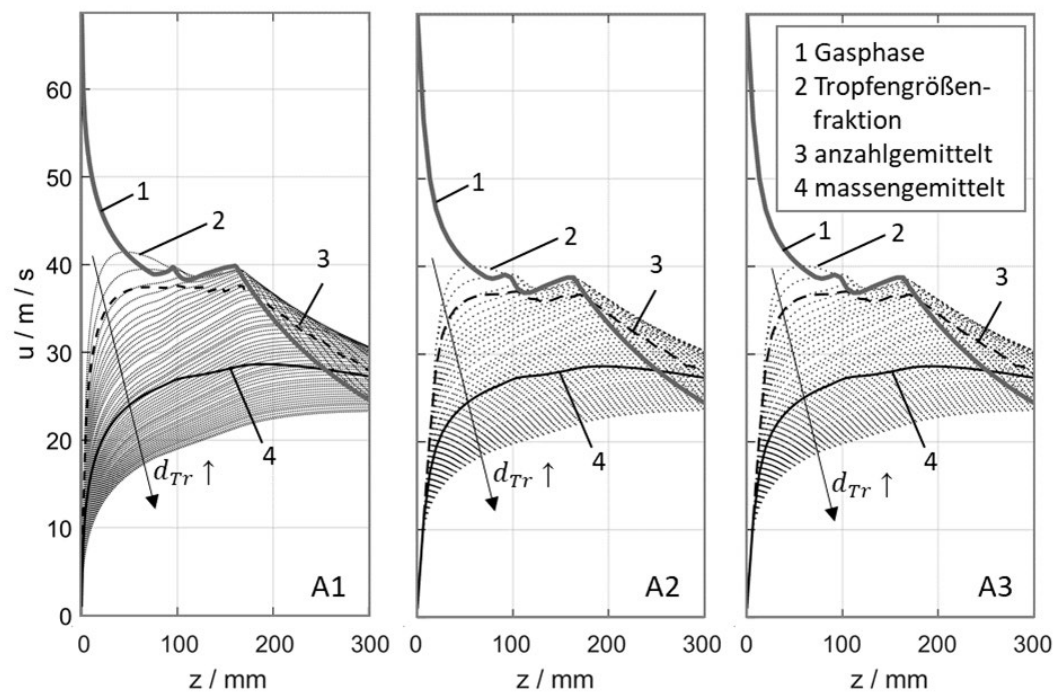 1 Gasphase
2 Tropfengrößen-
fraktion
3 anzahlgemittelt
4 massengemittelt
u / m / s
60
50
40
30
20
10
0
1
2
3
4
d_Tr ↑
A1
0 100 200 300
z / mm
1
2
3
4
d_Tr ↑
A2
0 100 200 300
z / mm
1
2
3
4
d_Tr ↑
A3
0 100 200 300
z / mm